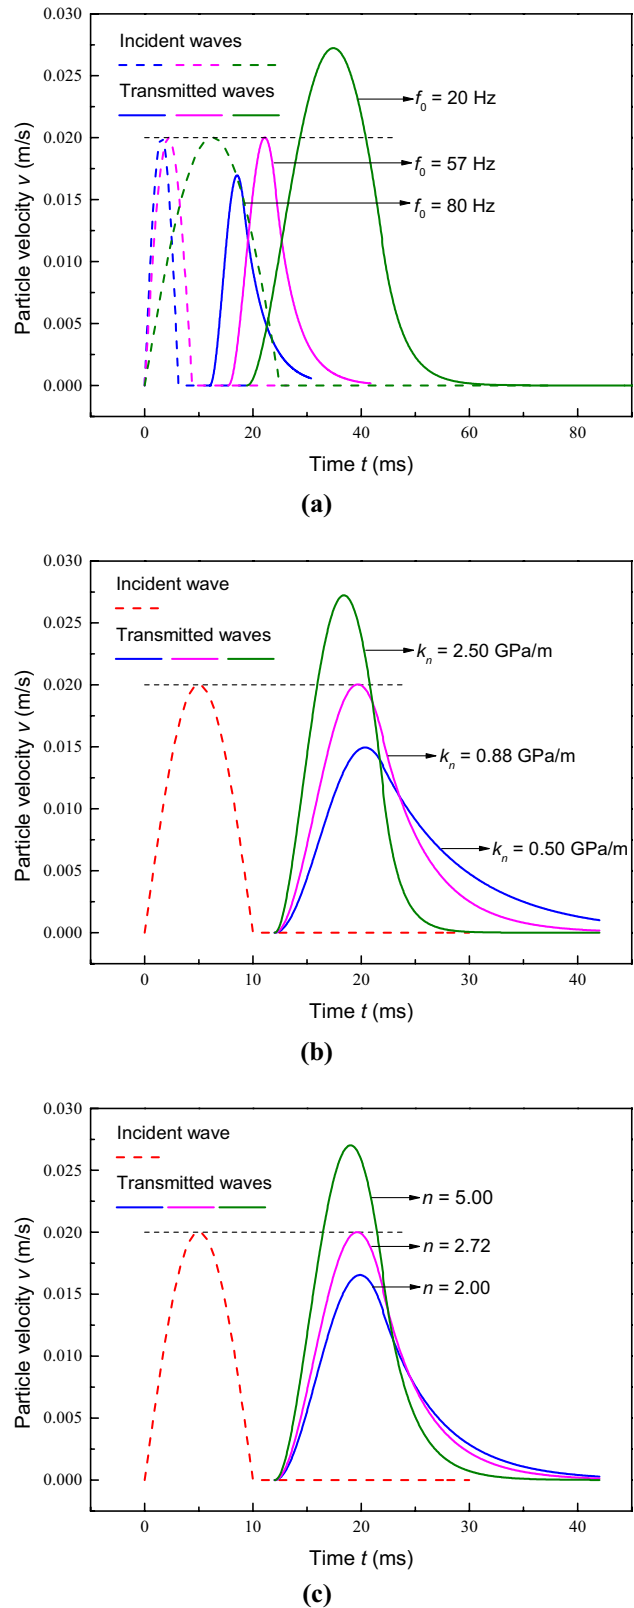 0.030
0.025
0.020
0.015
0.010
0.005
0.000
Particle velocity v (m/s)
Incident waves
Transmitted waves
f0 = 20 Hz
f0 = 57 Hz
f0 = 80 Hz
0 20 40 60 80
Time t (ms)
(a)
0.030
0.025
0.020
0.015
0.010
0.005
0.000
Particle velocity v (m/s)
Incident wave
Transmitted waves
kn = 2.50 GPa/m
kn = 0.88 GPa/m
kn = 0.50 GPa/m
0 10 20 30 40
Time t (ms)
(b)
0.030
0.025
0.020
0.015
0.010
0.005
0.000
Particle velocity v (m/s)
Incident wave
Transmitted waves
n = 5.00
n = 2.72
n = 2.00
0 10 20 30 40
Time t (ms)
(c)